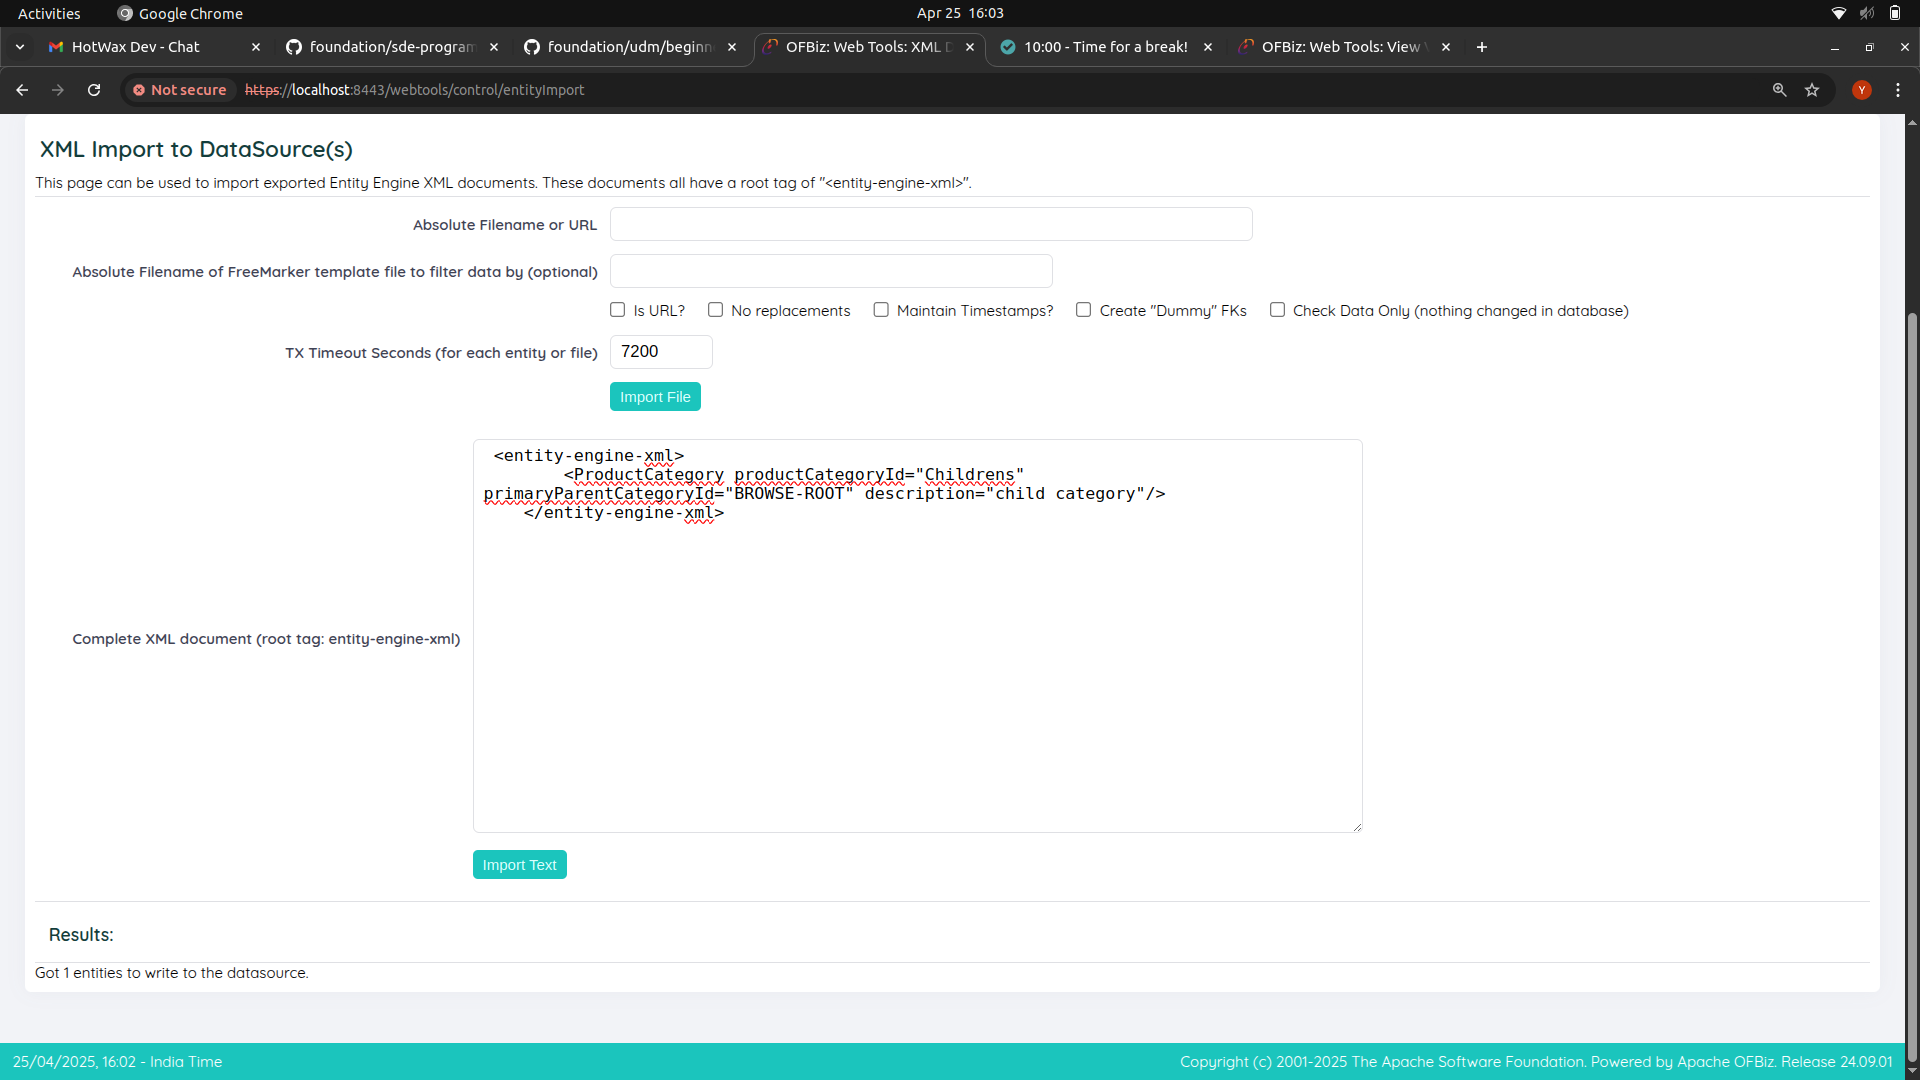 Activities Google Chrome Apr 25 16:03
HotWax Dev - Chat foundation/sde-program foundation/udm/beginn OFBiz: Web Tools: XML D 10:00 - Time for a break! OFBiz: Web Tools: View
Not secure https://localhost:8443/webtools/control/entityImport Y
XML Import to DataSource(s)
This page can be used to import exported Entity Engine XML documents. These documents all have a root tag of "<entity-engine-xml>".
Absolute Filename or URL
Absolute Filename of FreeMarker template file to filter data by (optional)
Is URL? No replacements Maintain Timestamps? Create "Dummy" FKs Check Data Only (nothing changed in database)
TX Timeout Seconds (for each entity or file) 7200
Import File
<entity-engine-xml>
<ProductCategory productCategoryId="Childrens"
primaryParentCategoryId="BROWSE-ROOT" description="child category"/>
</entity-engine-xml>
Complete XML document (root tag: entity-engine-xml)
Import Text
Results:
Got 1 entities to write to the datasource.
25/04/2025, 16:02 - India Time Copyright (c) 2001-2025 The Apache Software Foundation. Powered by Apache OFBiz. Release 24.09.01